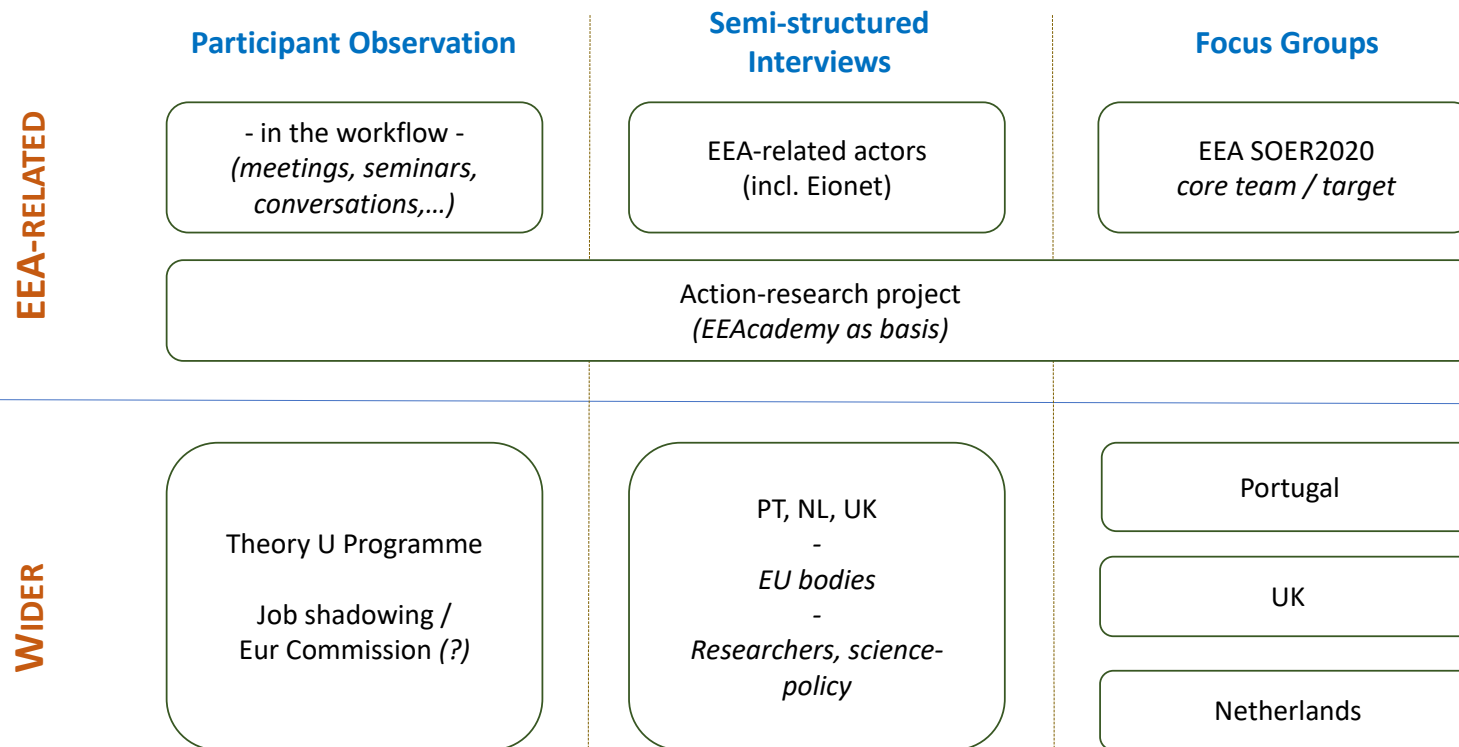 Participant Observation
Semi-structured
Interviews
Focus Groups
EEA-RELATED
- in the workflow -
(meetings, seminars,
conversations,...)
EEA-related actors
(incl. Eionet)
EEA SOER2020
core team / target
Action-research project
(EEAcademy as basis)
WIDER
Theory U Programme
Job shadowing /
Eur Commission (?)
PT, NL, UK
-
EU bodies
-
Researchers, science-
policy
Portugal
UK
Netherlands